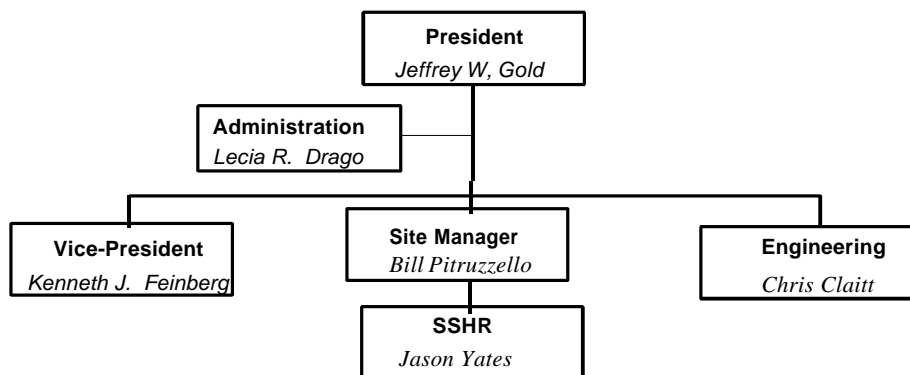 President
Jeffrey W, Gold
Administration
Lecia R. Drago
Vice-President
Kenneth J. Feinberg
Site Manager
Bill Pitruzzello
Engineering
Chris Claitt
SSHR
Jason Yates